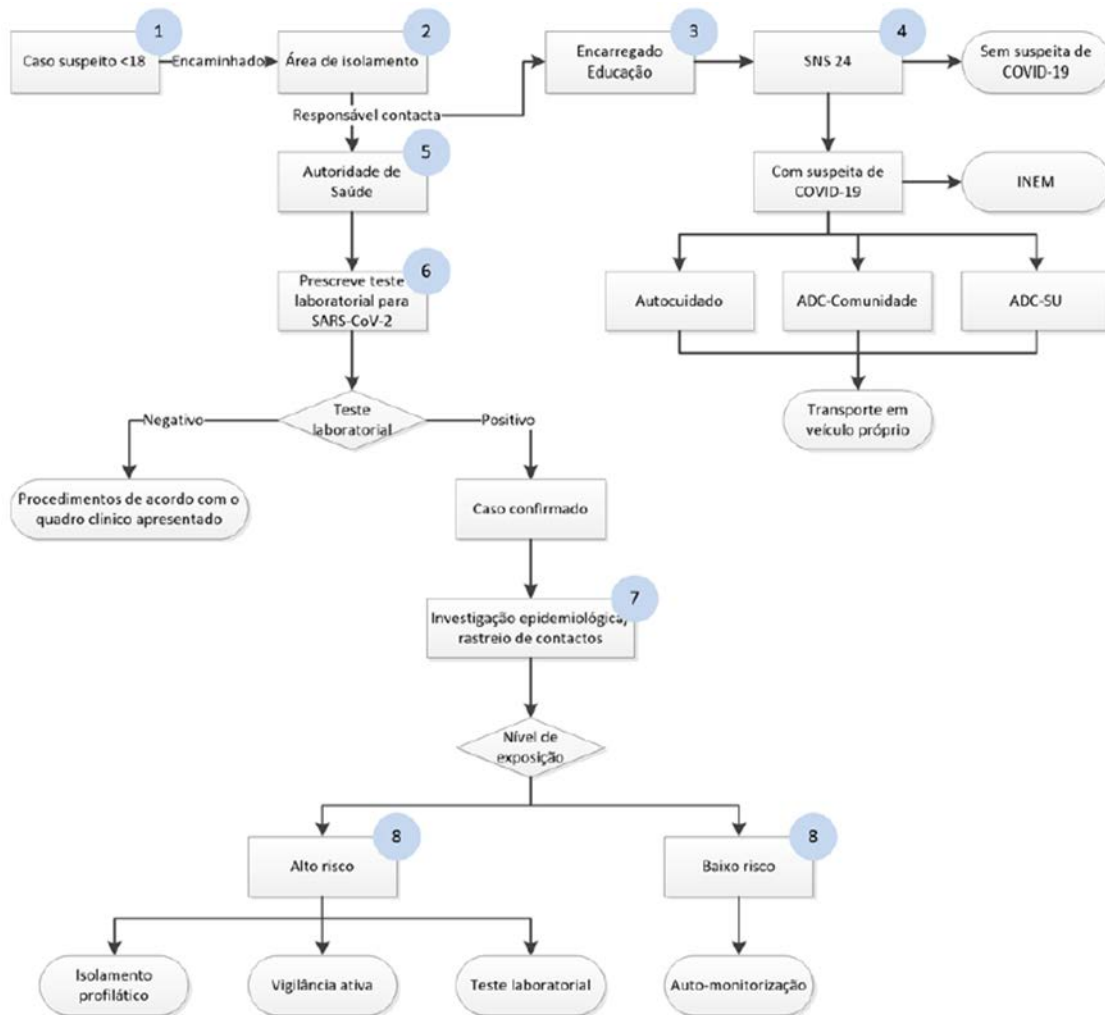 1
Caso suspeito <18
Encaminhado
2
Área de isolamento
3
Encarregado
Educação
4
SNS 24
Sem suspeita de
COVID-19
Responsável contacta
5
Autoridade de
Saúde
Com suspeita de
COVID-19
INEM
6
Prescreve teste
laboratorial para
SARS-CoV-2
Autocuidado
ADC-Comunidade
ADC-SU
Negativo
Teste
laboratorial
Positivo
Transporte em
veículo próprio
Procedimentos de acordo com o
quadro clínico apresentado
Caso confirmado
7
Investigação epidemiológica/
rastreio de contactos
Nível de
exposição
8
Alto risco
8
Baixo risco
Isolamento
profilático
Vigilância ativa
Teste laboratorial
Auto-monitorização